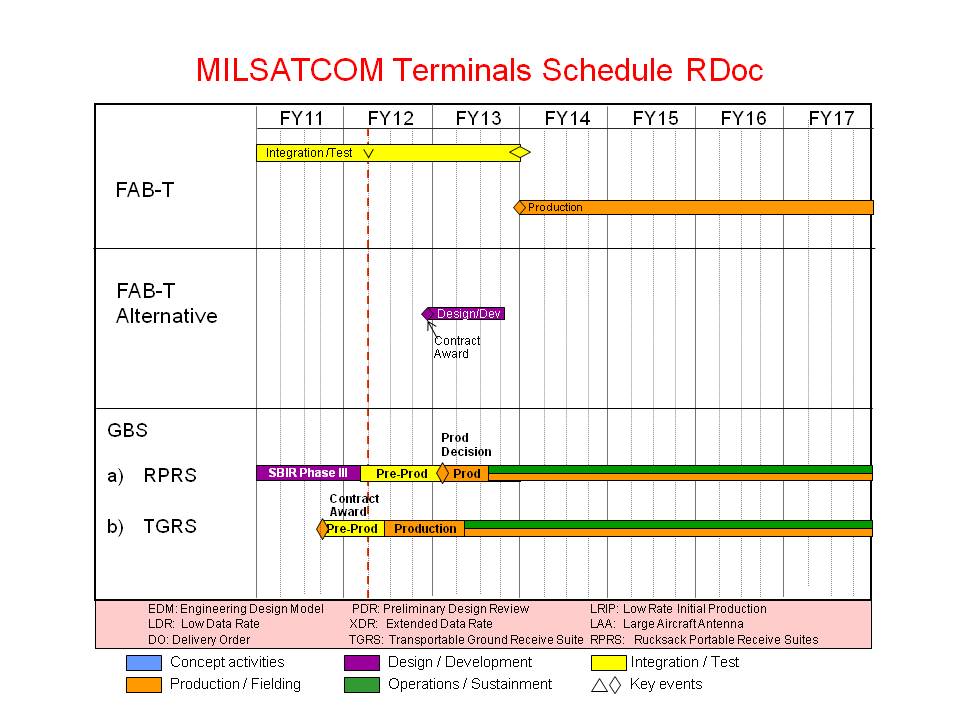 MILSATCOM Terminals Schedule RDoc
FY11 FY12 FY13 FY14 FY15 FY16 FY17
Integration /Test
FAB-T
Production
FAB-T
Alternative
Design/Dev
Contract
Award
GBS
Prod
Decision
a) RPRS
SBIR Phase III Pre-Prod Prod
Contract
Award
b) TGRS
Pre-Prod Production
EDM: Engineering Design Model PDR: Preliminary Design Review LRIP: Low Rate Initial Production
LDR: Low Data Rate XDR: Extended Data Rate LAA: Large Aircraft Antenna
DO: Delivery Order TGRS: Transportable Ground Receive Suite RPRS: Rucksack Portable Receive Suites
Concept activities Design / Development Integration / Test
Production / Fielding Operations / Sustainment Key events